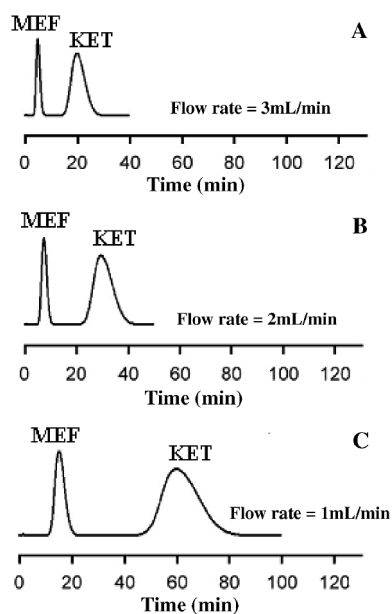 A
MEF KET
Flow rate = 3mL/min
0 20 40 60 80 100 120
Time (min)
B
MEF KET
Flow rate = 2mL/min
0 20 40 60 80 100 120
Time (min)
C
MEF KET
Flow rate = 1mL/min
0 20 40 60 80 100
Time (min)